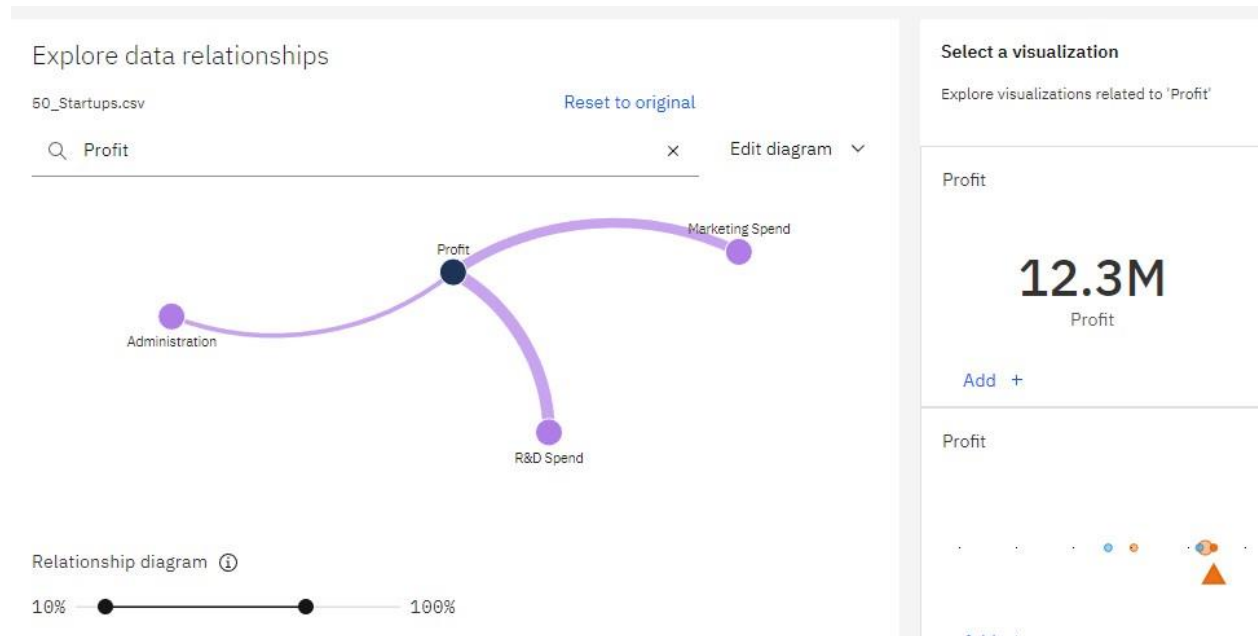 Explore data relationships
50_Startups.csv
Reset to original
Profit
Edit diagram
Profit
Marketing Spend
Administration
R&D Spend
Relationship diagram
10%
100%
Select a visualization
Explore visualizations related to 'Profit'
Profit
12.3M
Profit
Add +
Profit